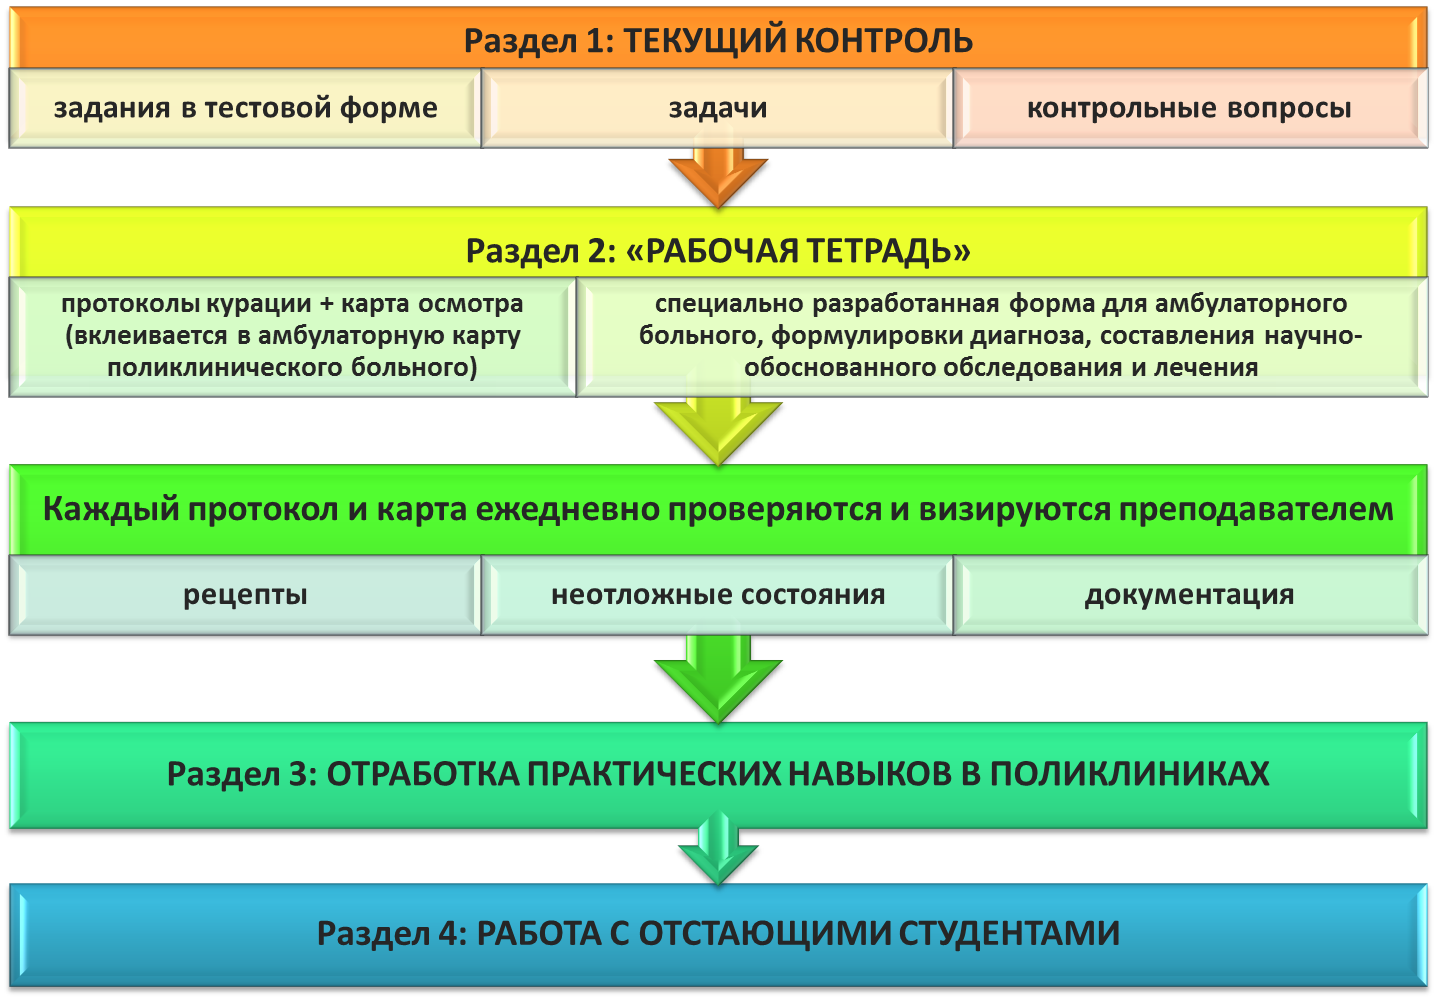 Раздел 1: ТЕКУЩИЙ КОНТРОЛЬ
задания в тестовой форме
задачи
контрольные вопросы
Раздел 2: «РАБОЧАЯ ТЕТРАДЬ»
протоколы курации + карта осмотра
(вклеивается в амбулаторную карту
поликлинического больного)
специально разработанная форма для амбулаторного
больного, формулировки диагноза, составления научно-
обоснованного обследования и лечения
Каждый протокол и карта ежедневно проверяются и визируются преподавателем
рецепты
неотложные состояния
документация
Раздел 3: ОТРАБОТКА ПРАКТИЧЕСКИХ НАВЫКОВ В ПОЛИКЛИНИКАХ
Раздел 4: РАБОТА С ОТСТАЮЩИМИ СТУДЕНТАМИ